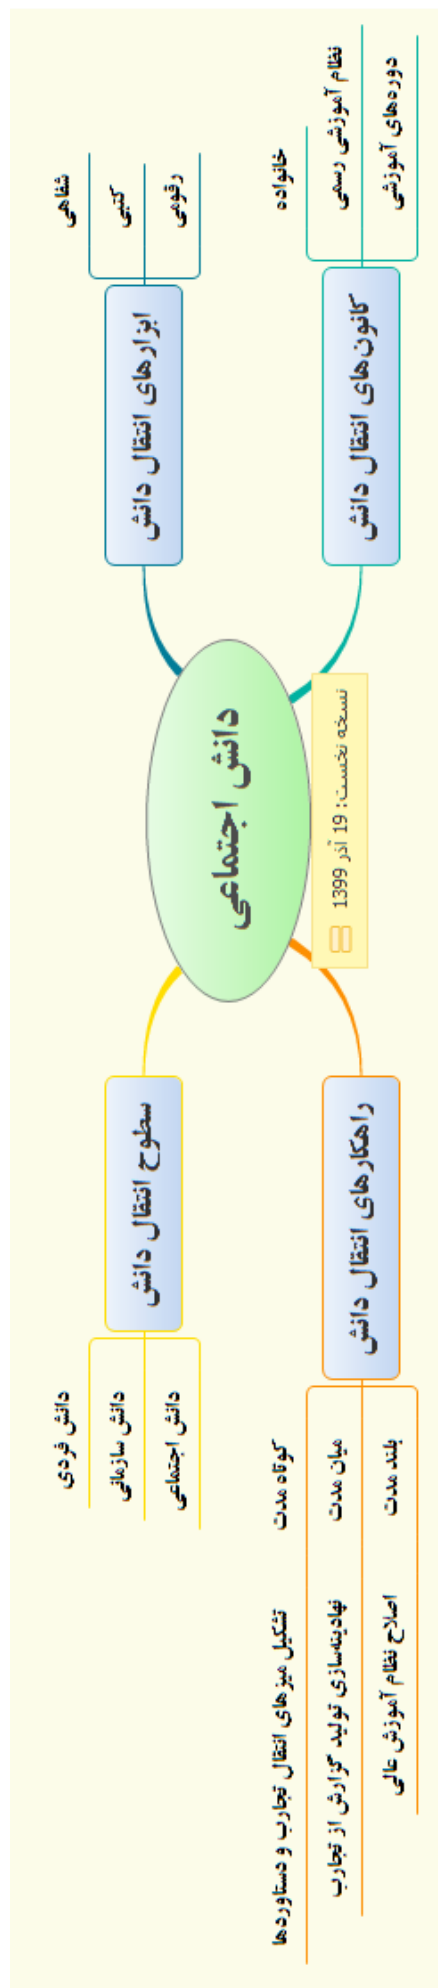 دانش اجتماعی
نسخه نخست: 19 آذر 1399
کانون‌های انتقال دانش
خانواده
نظام آموزشی رسمی
دوره‌های آموزشی
ابزارهای انتقال دانش
شفاهی
کتبی
رقومی
راهکارهای انتقال دانش
کوتاه مدت
تشکیل میزهای انتقال تجارب و دستاوردها
میان مدت
نهادینه‌سازی تولید گزارش از تجارب
بلند مدت
اصلاح نظام آموزش عالی
سطوح انتقال دانش
دانش فردی
دانش سازمانی
دانش اجتماعی